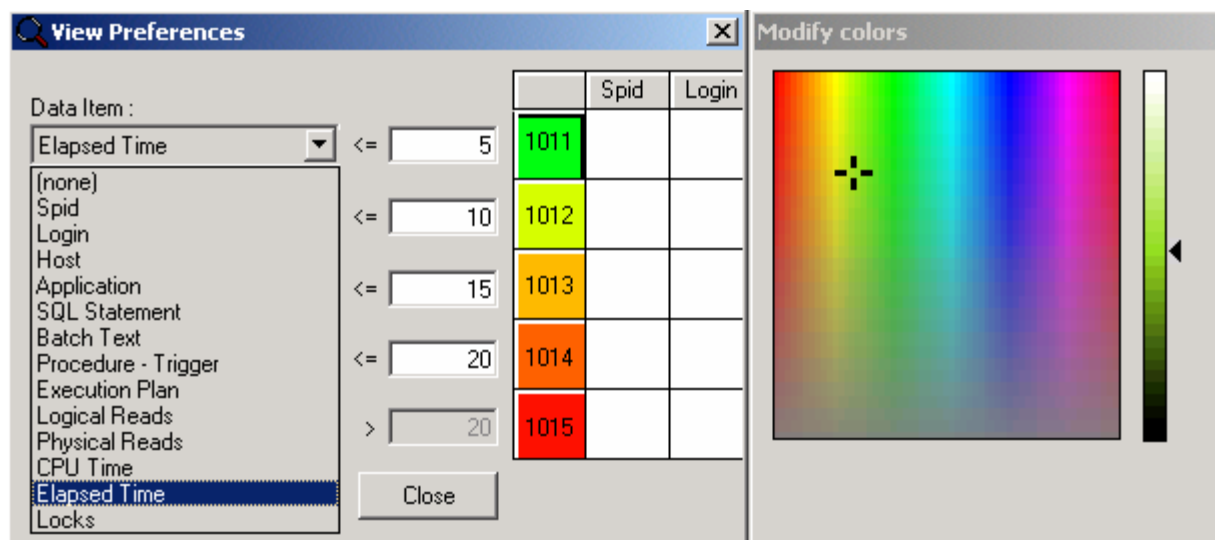 View Preferences
Modify colors
Data Item :
Elapsed Time
(none)
Spid
Login
Host
Application
SQL Statement
Batch Text
Procedure - Trigger
Execution Plan
Logical Reads
Physical Reads
CPU Time
Elapsed Time
Locks
<= 5
<= 10
<= 15
<= 20
> 20
Close
Spid Login
1011
1012
1013
1014
1015